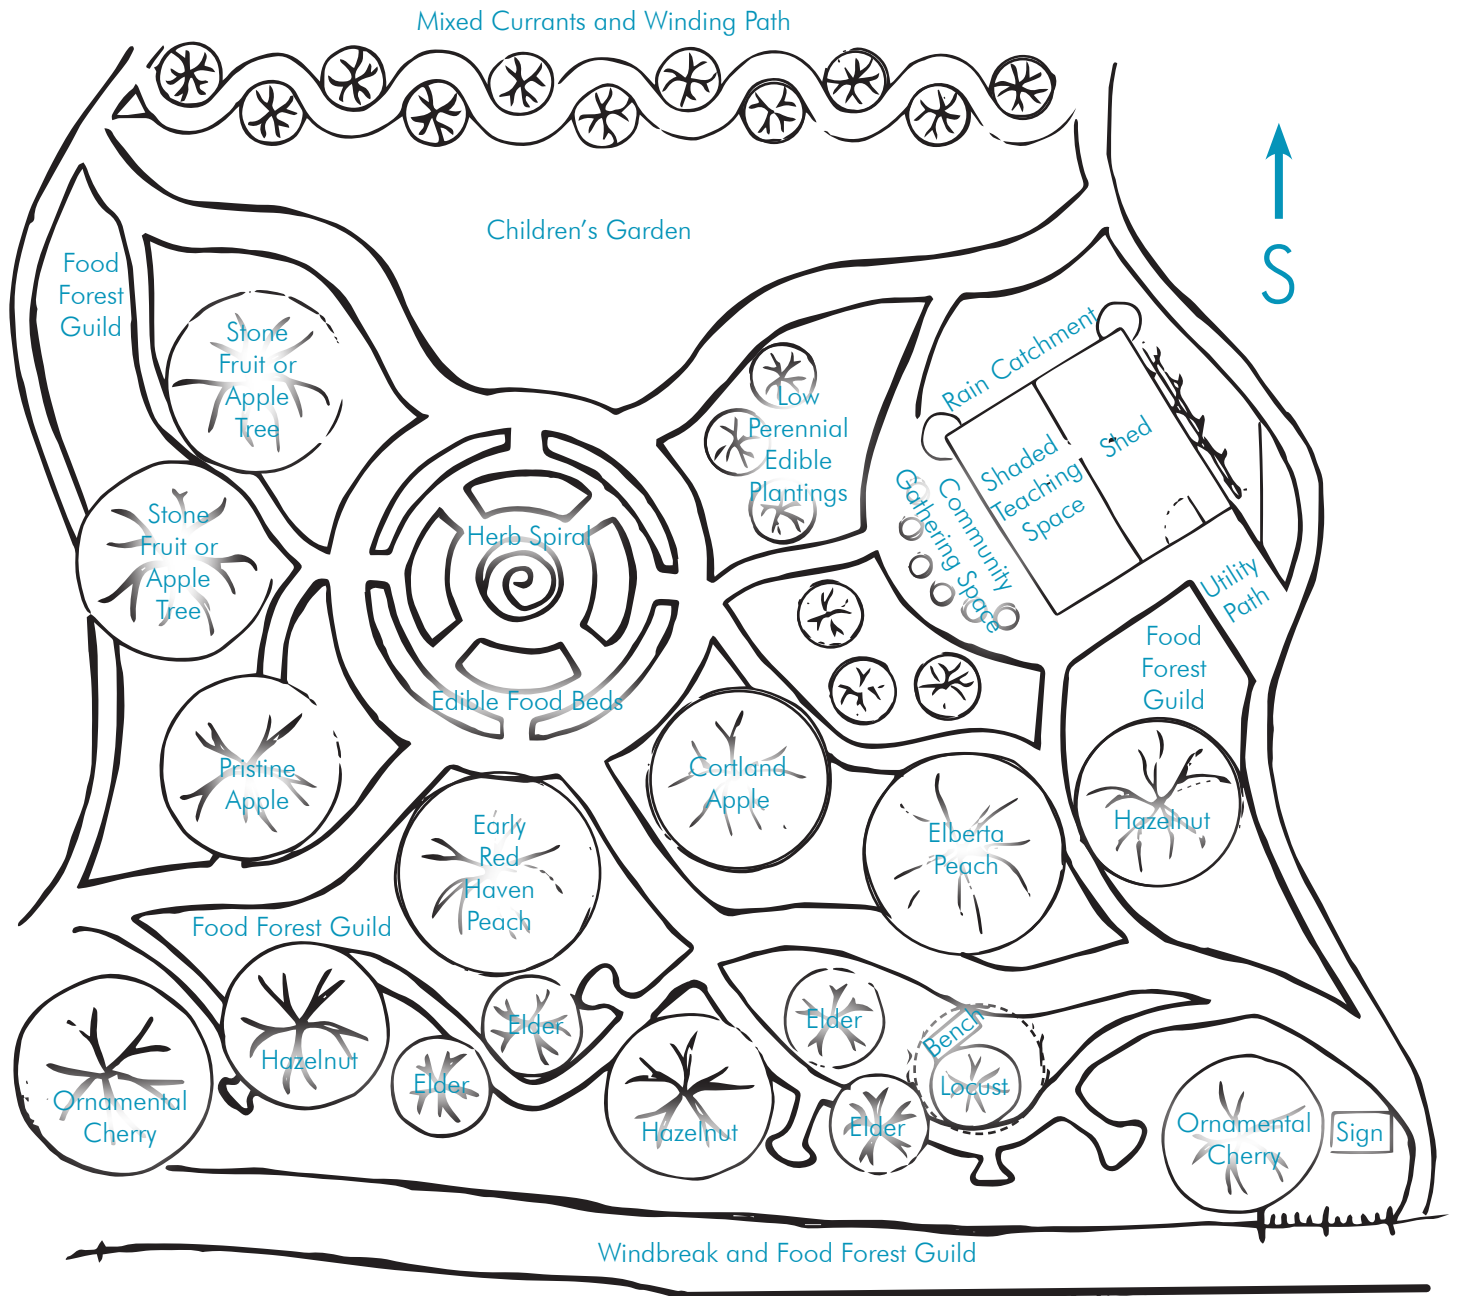 Mixed Currants and Winding Path
Children's Garden
S
Food
Forest
Guild
Stone
Fruit or
Apple
Tree
Rain Catchment
Low
Perennial
Edible
Plantings
Shaded
Teaching
Space
Shed
Community
Gathering Space
Stone
Fruit or
Apple
Tree
Herb Spiral
Utility
Path
Food
Forest
Guild
Edible Food Beds
Pristine
Apple
Cortland
Apple
Early
Red
Haven
Peach
Elberta
Peach
Hazelnut
Food Forest Guild
Hazelnut
Elder
Elder
Elder
Bench
Locust
Ornamental
Cherry
Elder
Hazelnut
Elder
Ornamental
Cherry
Sign
Windbreak and Food Forest Guild